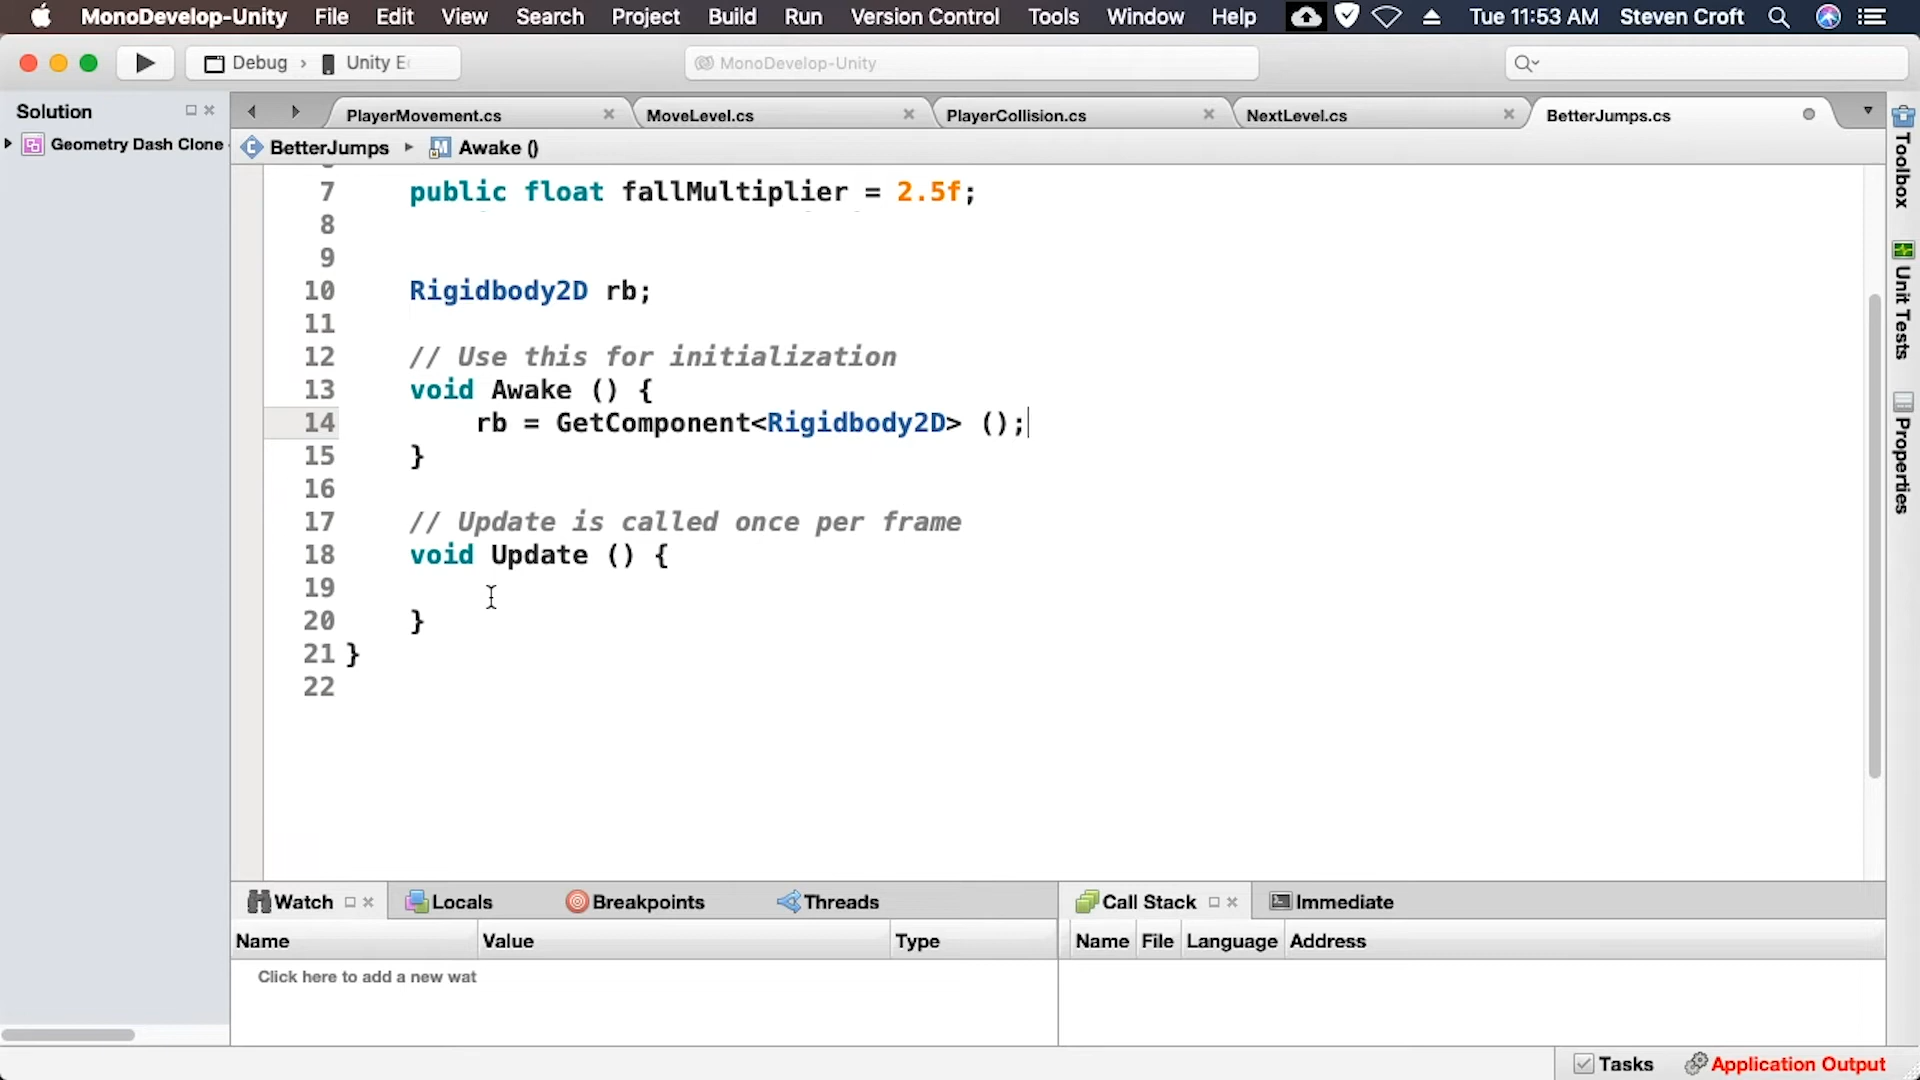 MonoDevelop-Unity File Edit View Search Project Build Run Version Control Tools Window Help Tue 11:53 AM Steven Croft
Debug › Unity E
MonoDevelop-Unity
Solution
Geometry Dash Clone
PlayerMovement.cs
MoveLevel.cs
PlayerCollision.cs
NextLevel.cs
BetterJumps.cs
BetterJumps Awake ()
7 public float fallMultiplier = 2.5f;
8
9
10 Rigidbody2D rb;
11
12 // Use this for initialization
13 void Awake () {
14 rb = GetComponent<Rigidbody2D> ();
15 }
16
17 // Update is called once per frame
18 void Update () {
19
20 }
21 }
22
Toolbox
Unit Tests
Properties
Watch Locals Breakpoints Threads
Name Value Type
Click here to add a new wat
Call Stack Immediate
Name File Language Address
Tasks Application Output